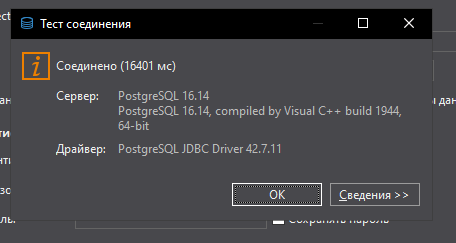 Тест соединения
Соединено (16401 мс)
Сервер: PostgreSQL 16.14
PostgreSQL 16.14, compiled by Visual C++ build 1944,
64-bit
Драйвер: PostgreSQL JDBC Driver 42.7.11
ОК
Сведения >>
Сохранять пароль